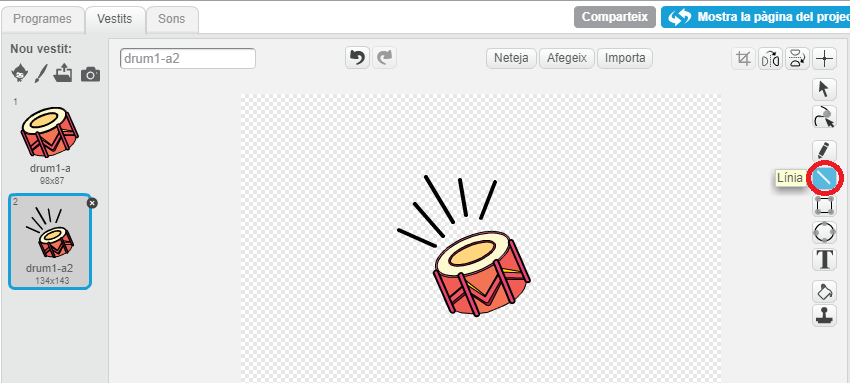 Programes Vestits Sons Comparteix Mostra la pàgina del projec
Nou vestit: drum1-a2 Neteja Afegeix Importa
1
drum1-a
98x87
Línia
2
T
drum1-a2
134x143